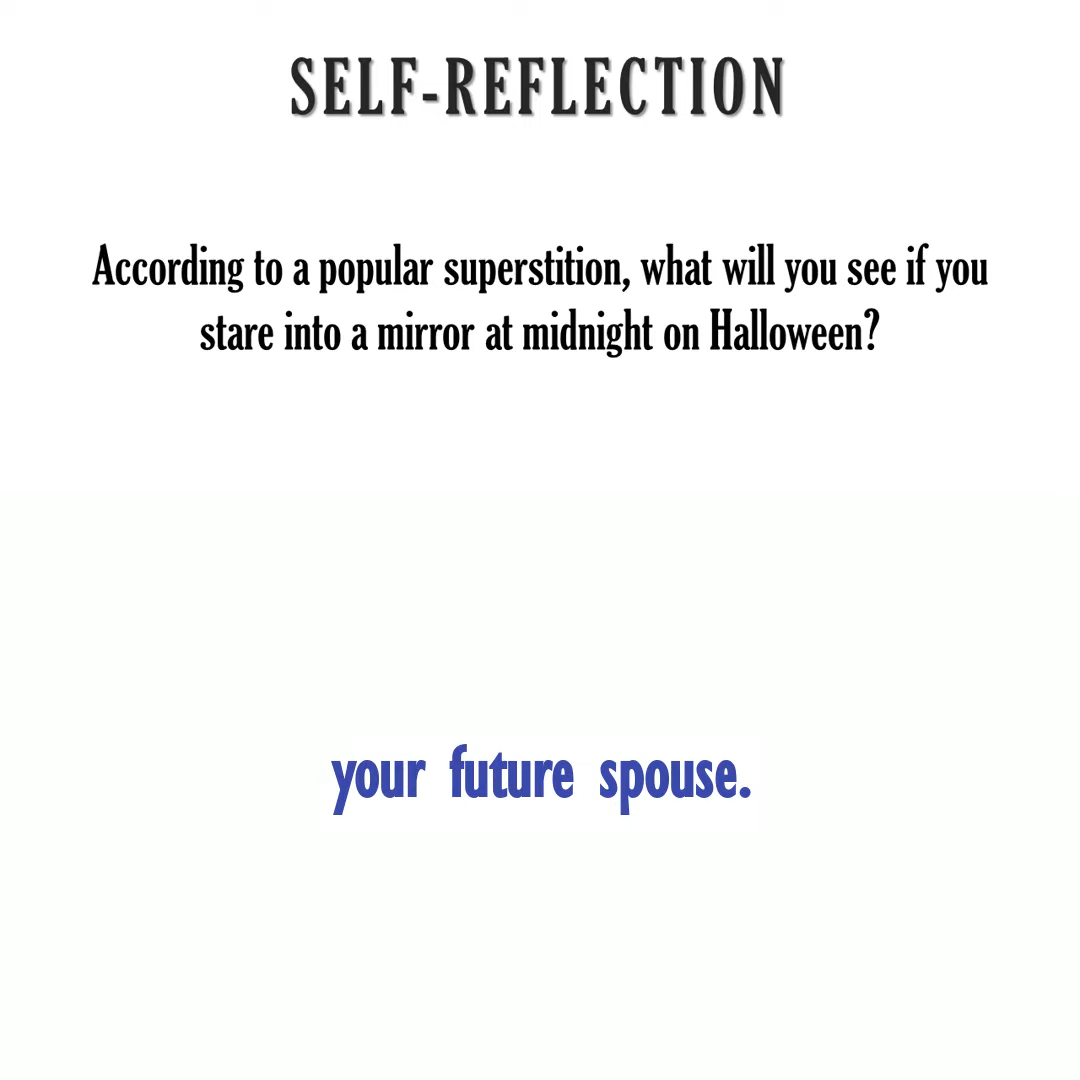 SELF-REFLECTION
According to a popular superstition, what will you see if you
stare into a mirror at midnight on Halloween?
your future spouse.